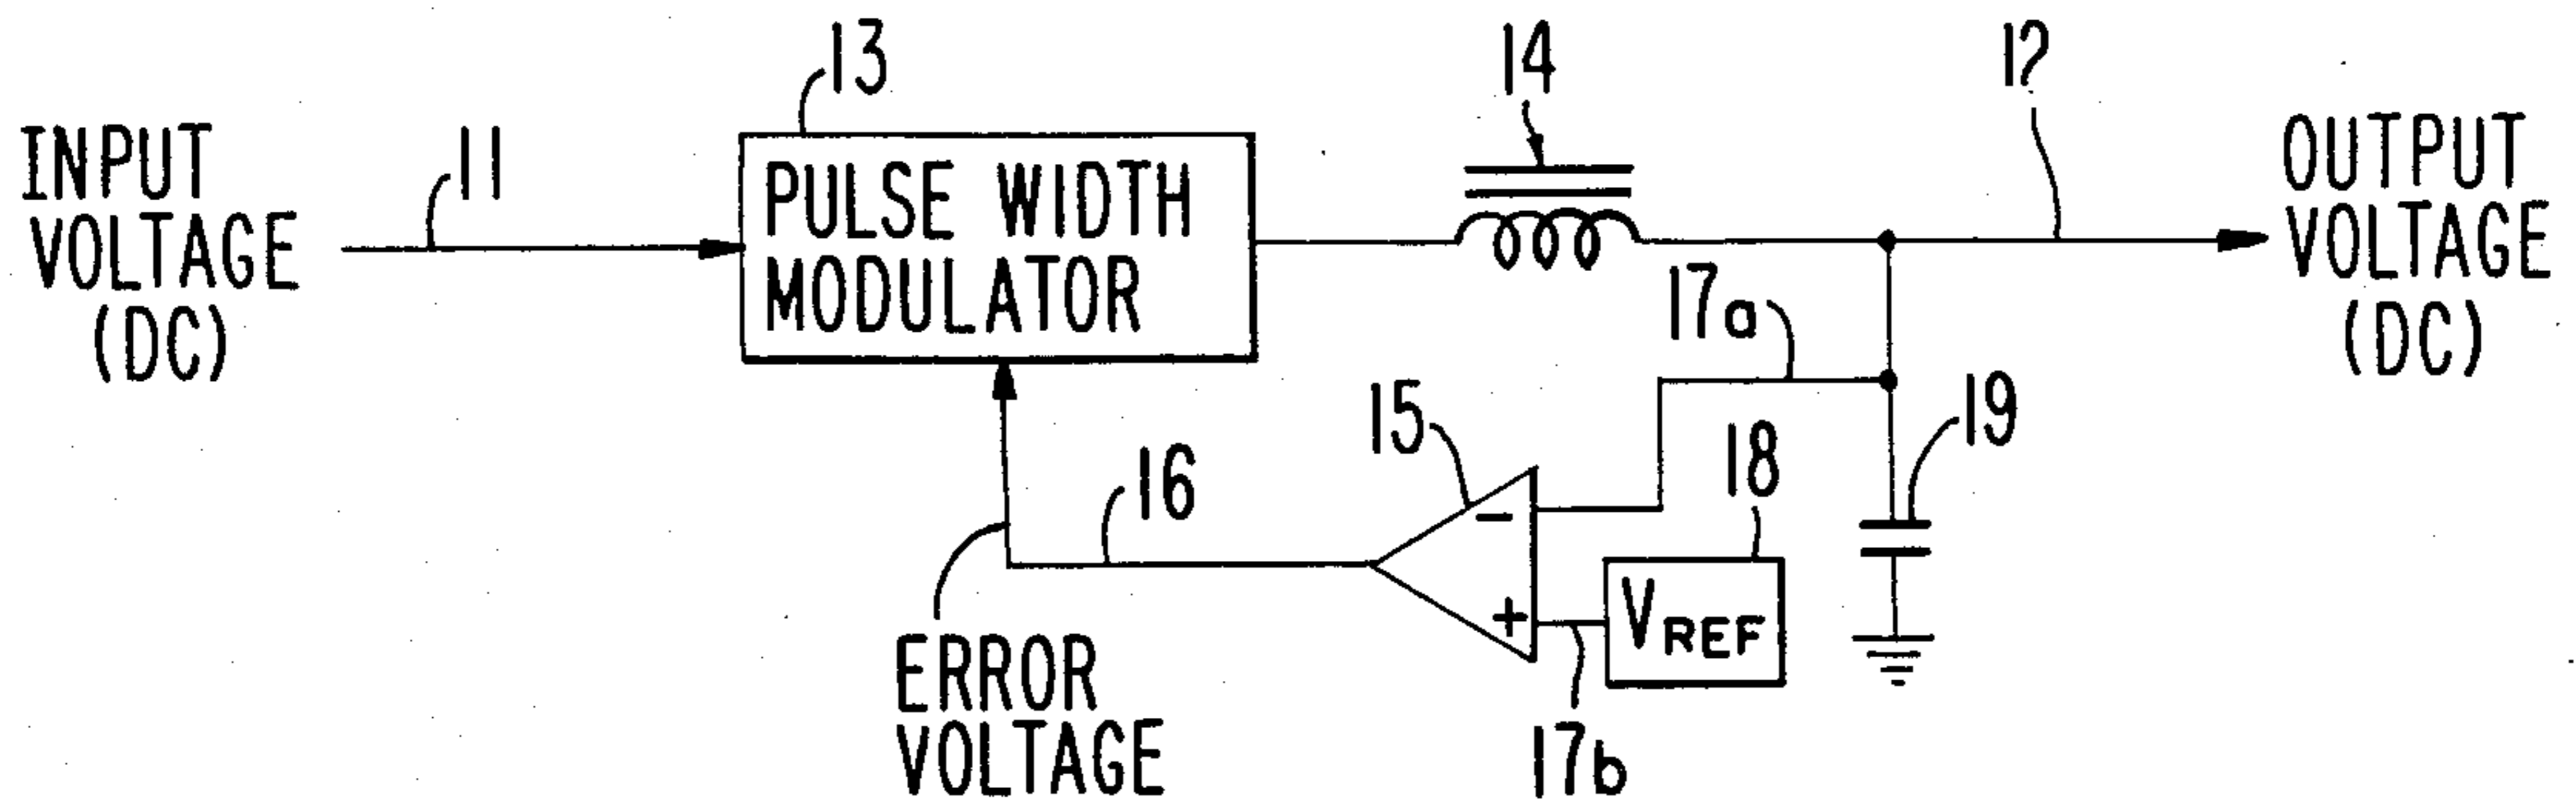 13
14
12
INPUT
VOLTAGE
(DC)
11
PULSE WIDTH
MODULATOR
OUTPUT
VOLTAGE
(DC)
17a
15
16
18
19
-
+
VREF
ERROR
VOLTAGE
17b